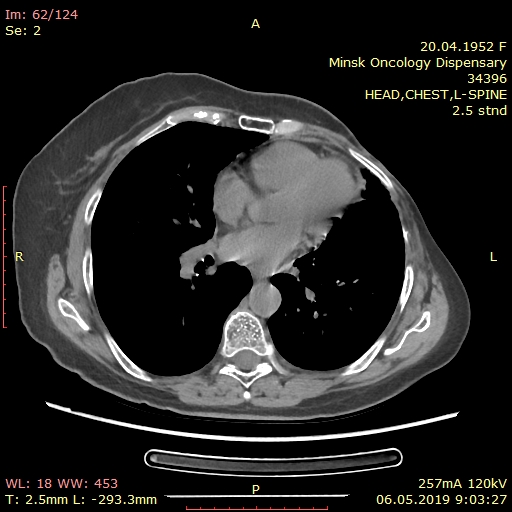 Im: 62/124
Se: 2
A
20.04.1952 F
Minsk Oncology Dispensary
34396
HEAD,CHEST,L-SPINE
2.5 stnd
R
L
WL: 18 WW: 453
T: 2.5mm L: -293.3mm
P
257mA 120kV
06.05.2019 9:03:27